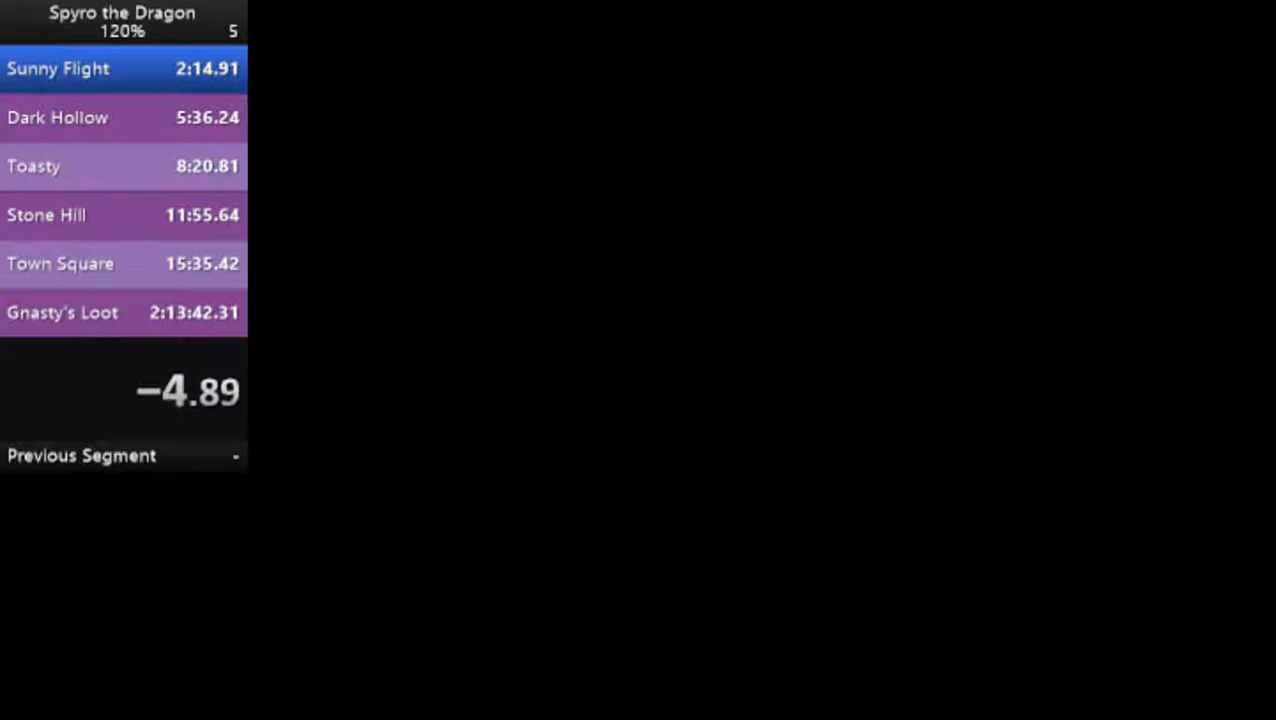 Spyro the Dragon
120% 5
Sunny Flight 2:14.91
Dark Hollow 5:36.24
Toasty 8:20.81
Stone Hill 11:55.64
Town Square 15:35.42
Gnasty's Loot 2:13:42.31
−4.89
Previous Segment -